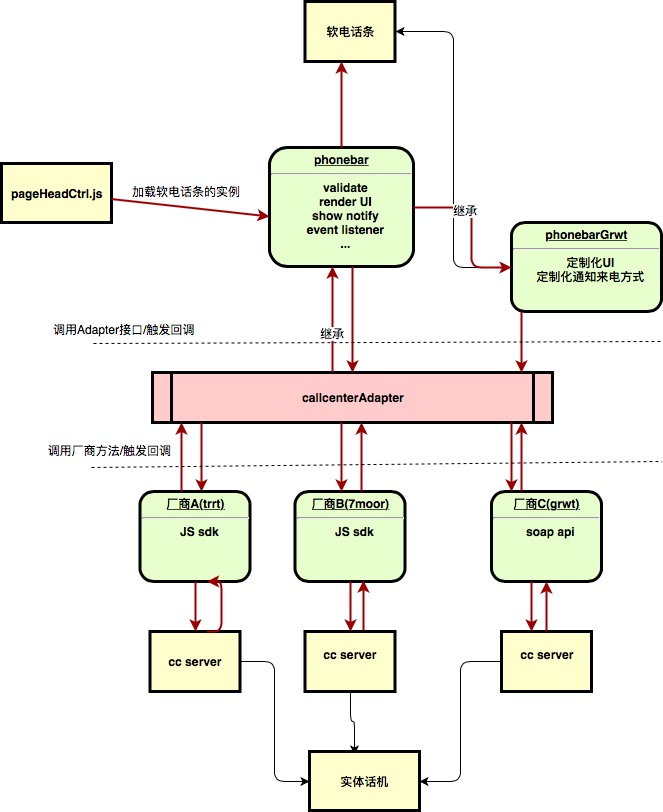 软电话条
phonebar
validate
render UI
show notify
event listener
...
pageHeadCtrl.js
加载软电话条的实例
继承
phonebarGrwt
定制化UI
定制化通知来电方式
调用Adapter接口/触发回调
继承
callcenterAdapter
调用厂商方法/触发回调
厂商A(trrt)
JS sdk
厂商B(7moor)
JS sdk
厂商C(grwt)
soap api
cc server
cc server
cc server
实体话机